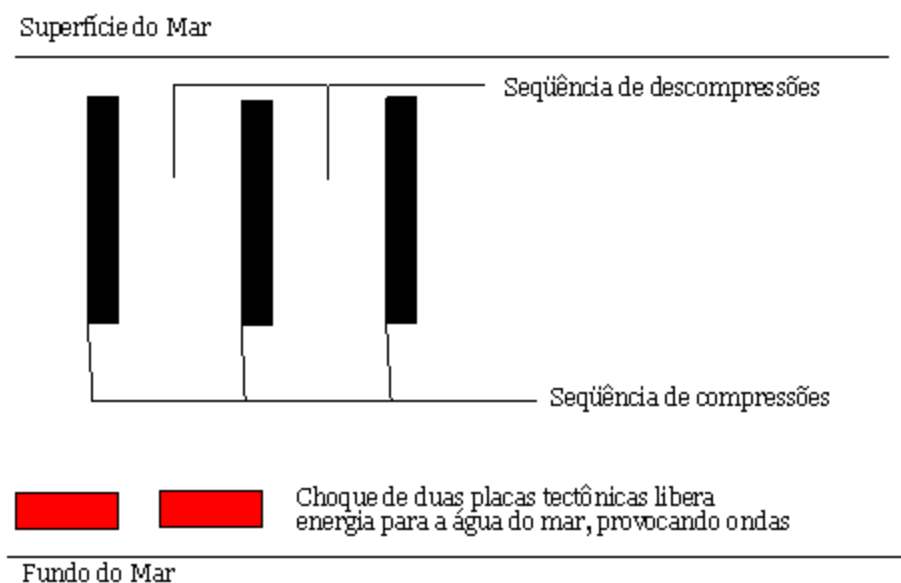 Superfície do Mar
Seqüência de descompressões
Seqüência de compressões
Choque de duas placas tectônicas libera
energia para a água do mar, provocando ondas
Fundo do Mar